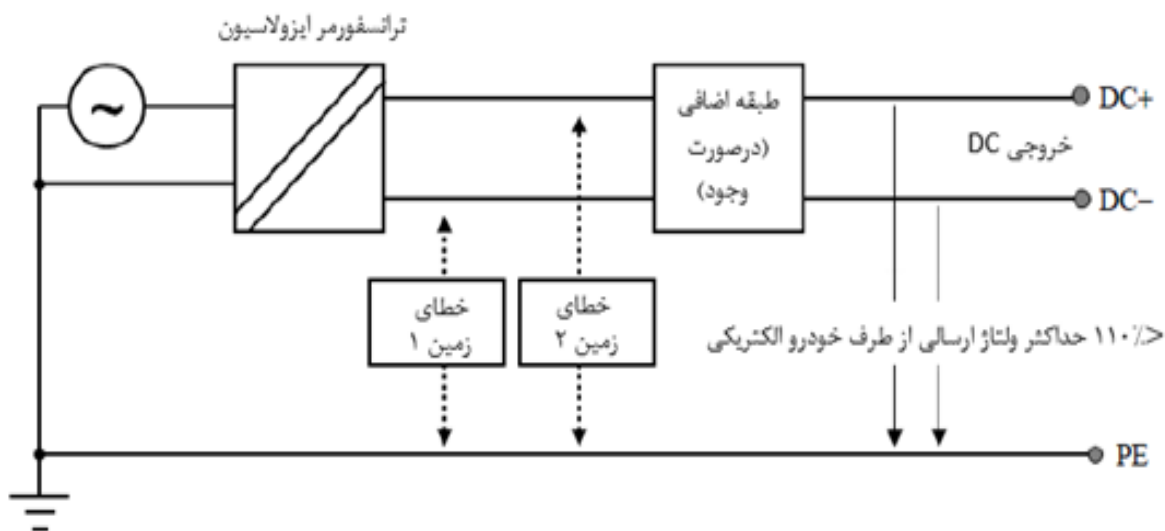 ترانسفورمر ایزولاسیون
~
طبقه اضافی
(درصورت
وجود)
DC+
خروجی DC
DC−
خطای
زمین ۱
خطای
زمین ۲
<۱۱۰٪ حداکثر ولتاژ ارسالی از طرف خودرو الکتریکی
PE